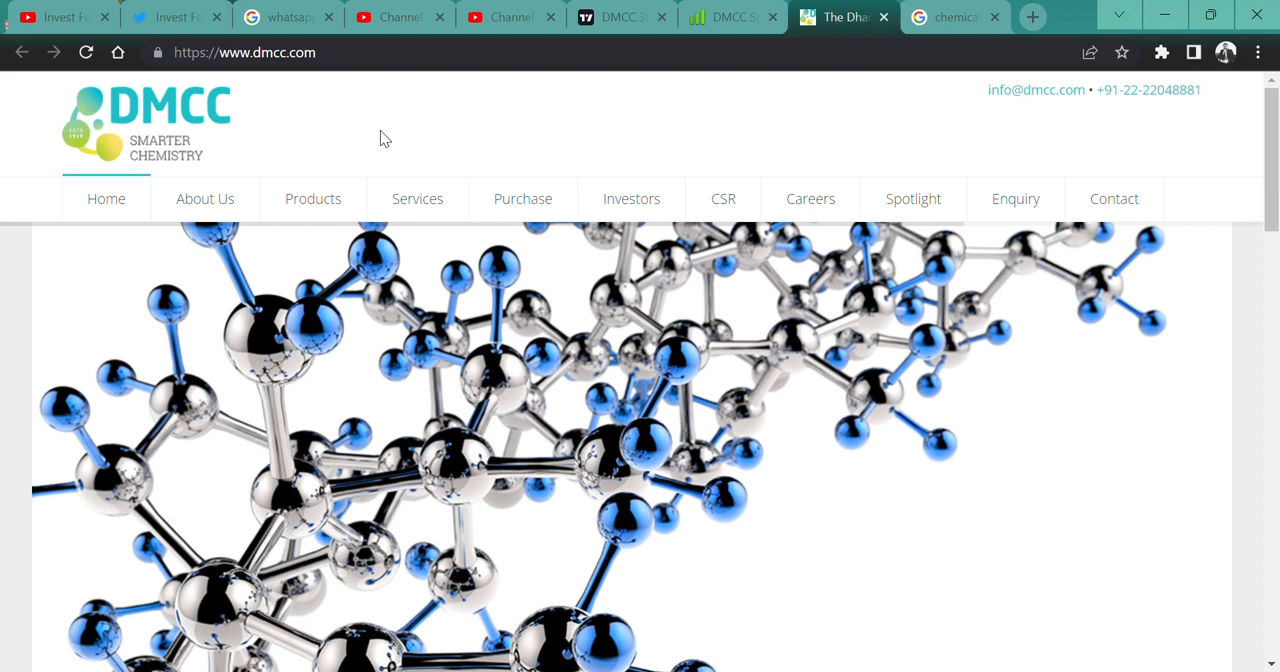 Invest Fo
Invest Fo
whatsapp
Channel
Channel
DMCC 3
DMCC S
The Dha
chemica
https://www.dmcc.com
DMCC
SMARTER
CHEMISTRY
info@dmcc.com • +91-22-22048881
Home About Us Products Services Purchase Investors CSR Careers Spotlight Enquiry Contact